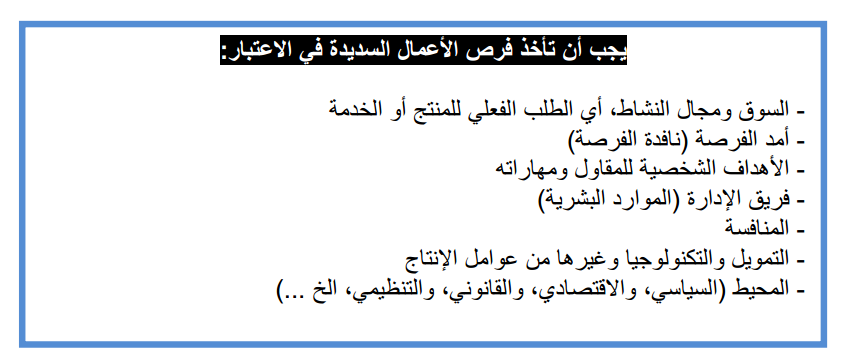 يجب أن تأخذ فرص الأعمال السديدة في الاعتبار:
- السوق ومجال النشاط، أي الطلب الفعلي للمنتج أو الخدمة
- أمد الفرصة (نافدة الفرصة)
- الأهداف الشخصية للمقاول ومهاراته
- فريق الإدارة (الموارد البشرية)
- المنافسة
- التمويل والتكنولوجيا وغيرها من عوامل الإنتاج
- المحيط (السياسي، والاقتصادي، والقانوني، والتنظيمي، الخ ...)